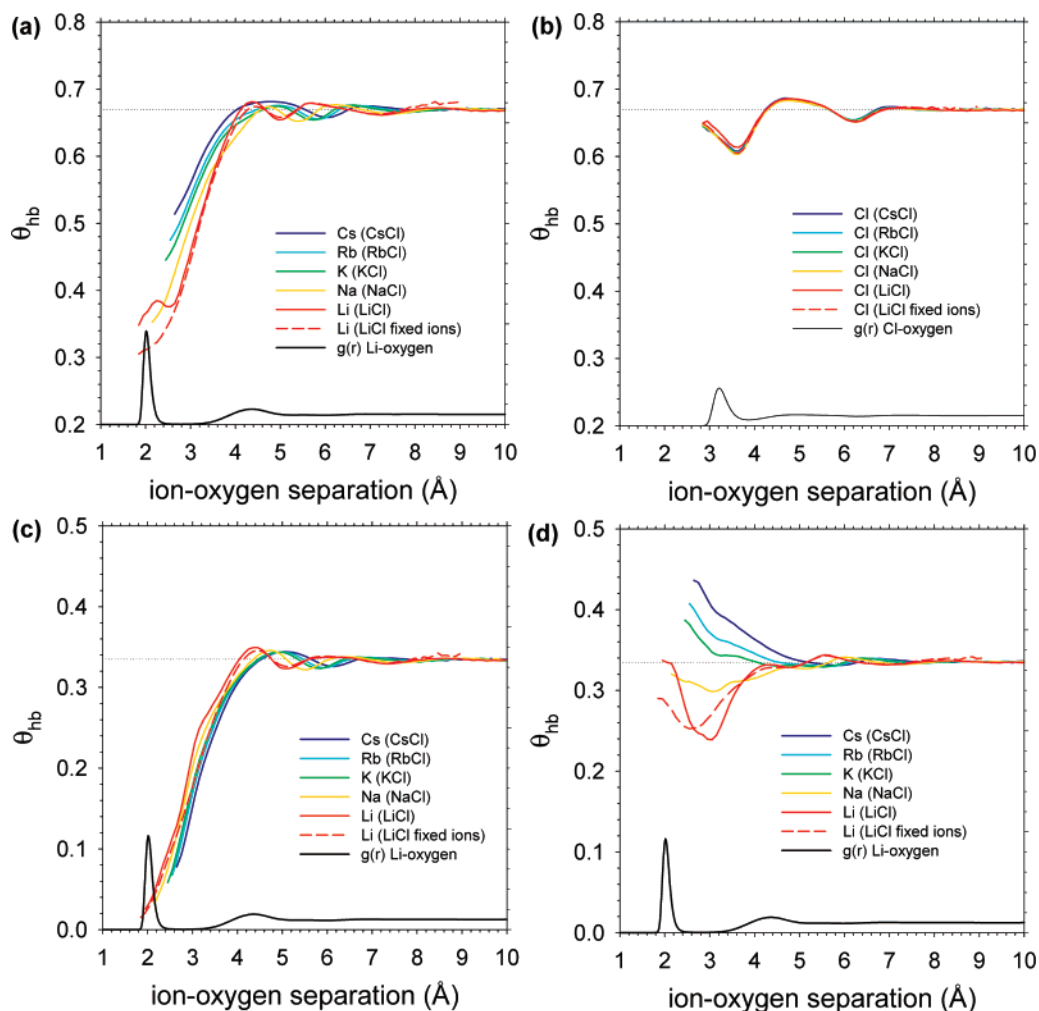 (a)
0.8
0.7
0.6
0.5
0.4
0.3
0.2
θhb
Cs (CsCl)
Rb (RbCl)
K (KCl)
Na (NaCl)
Li (LiCl)
Li (LiCl fixed ions)
g(r) Li-oxygen
1 2 3 4 5 6 7 8 9 10
ion-oxygen separation (Å)
(b)
0.8
0.7
0.6
0.5
0.4
0.3
0.2
θhb
Cl (CsCl)
Cl (RbCl)
Cl (KCl)
Cl (NaCl)
Cl (LiCl)
Cl (LiCl fixed ions)
g(r) Cl-oxygen
1 2 3 4 5 6 7 8 9 10
ion-oxygen separation (Å)
(c)
0.5
0.4
0.3
0.2
0.1
0.0
θhb
Cs (CsCl)
Rb (RbCl)
K (KCl)
Na (NaCl)
Li (LiCl)
Li (LiCl fixed ions)
g(r) Li-oxygen
1 2 3 4 5 6 7 8 9 10
ion-oxygen separation (Å)
(d)
0.5
0.4
0.3
0.2
0.1
0.0
θhb
Cs (CsCl)
Rb (RbCl)
K (KCl)
Na (NaCl)
Li (LiCl)
Li (LiCl fixed ions)
g(r) Li-oxygen
1 2 3 4 5 6 7 8 9 10
ion-oxygen separation (Å)